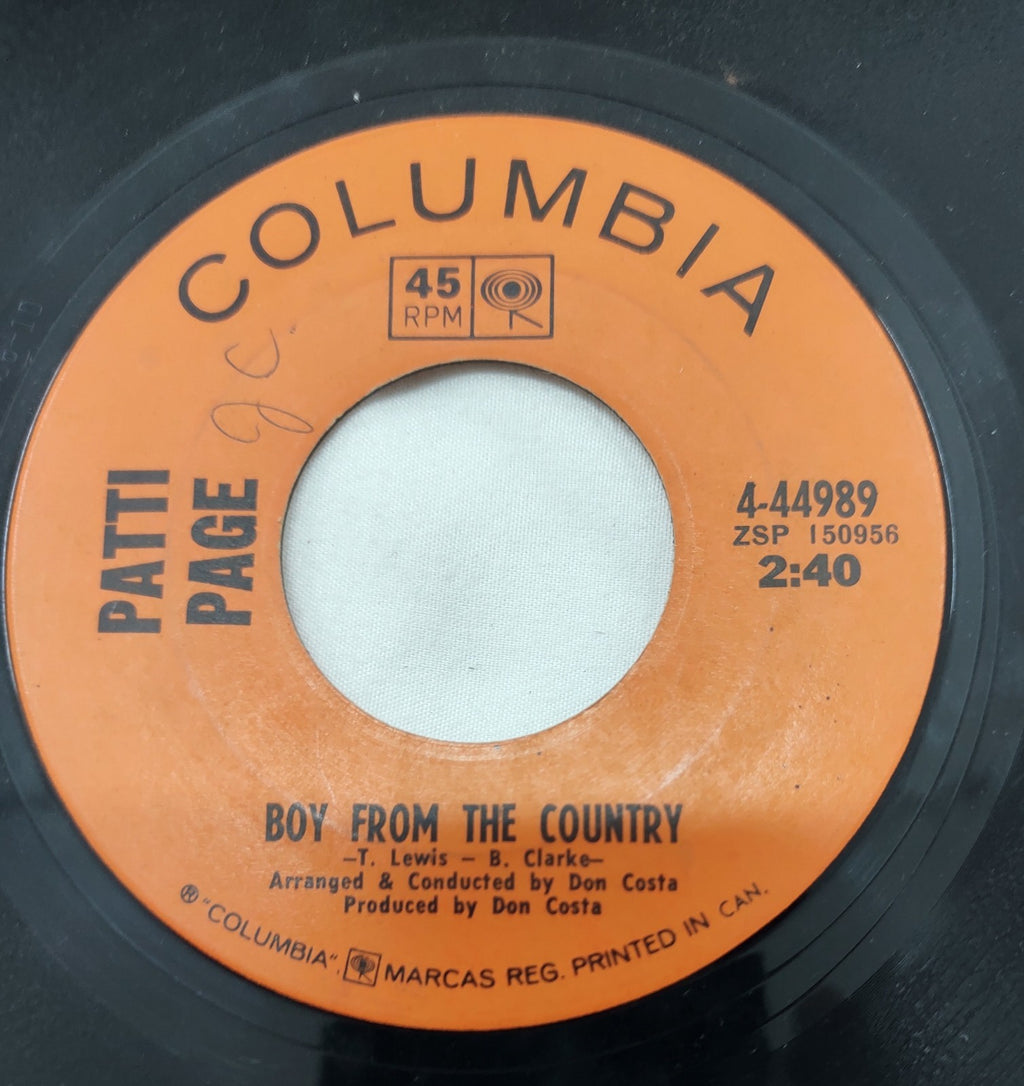 COLUMBIA
45
RPM
PATTI
PAGE
4-44989
ZSP 150956
2:40
BOY FROM THE COUNTRY
–T. Lewis – B. Clarke–
Arranged & Conducted by Don Costa
Produced by Don Costa
® "COLUMBIA", MARCAS REG. PRINTED IN CAN.